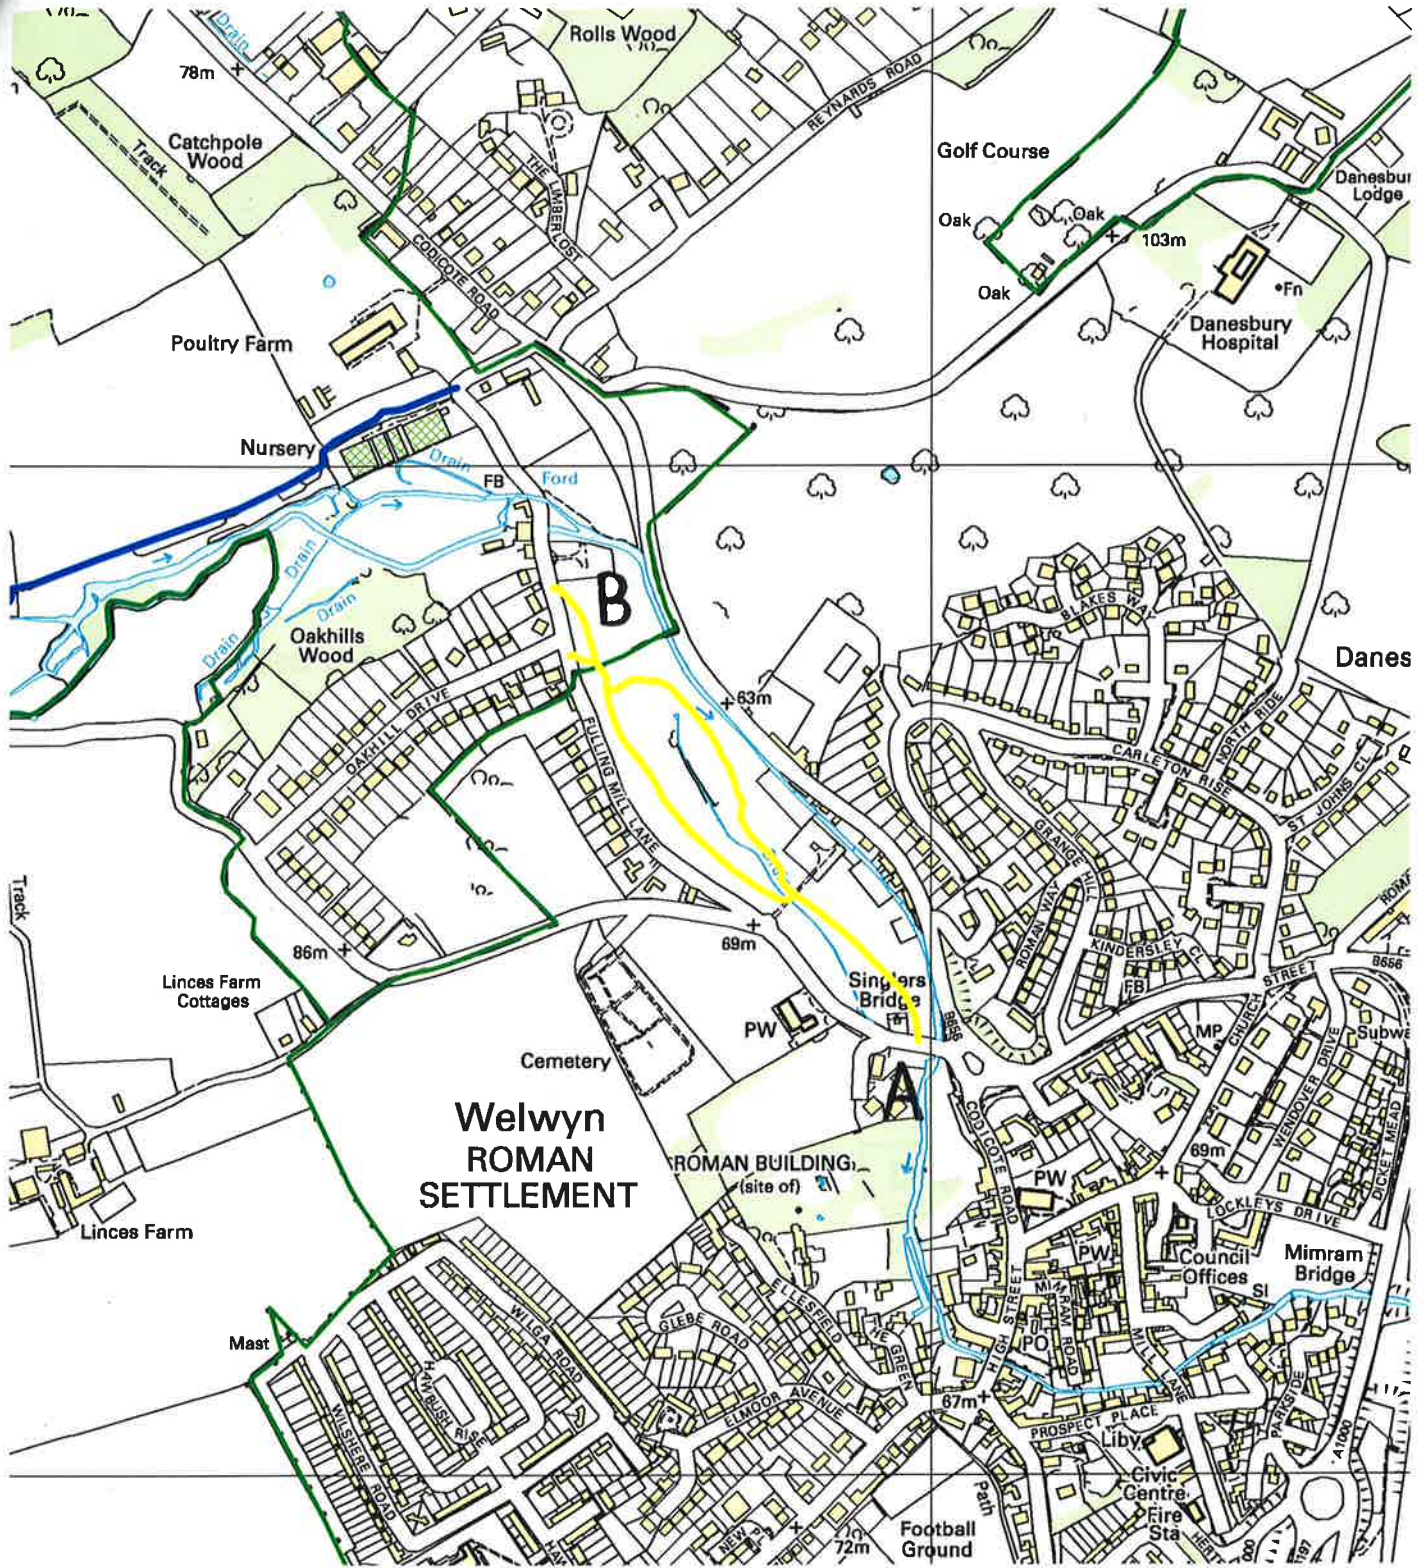 Drain
78m
Rolls Wood
REYNARDS ROAD
Catchpole
Wood
Track
THE LIMBERLOST
Golf Course
Danesbur
Lodge
Oak
Oak
103m
Oak
CODICOTE ROAD
Fn
Danesbury
Hospital
Poultry Farm
Nursery
Drain
FB
Ford
Drain
Drain
B
BLAKES WAY
Oakhills
Wood
Drain
Danes
63m
OAKHILL DRIVE
FULLING MILL LANE
NORTH RIDE
CARLETON RISE
ST JOHNS CL
GRANGE HILL
Track
ROMAN WAY
86m
69m
KINDERSLEY CL
FB
STREET
B656
Linces Farm
Cottages
Singlers
Bridge
B656
PW
MP
CHURCH
Subwa
Cemetery
A
WENDOVER DRIVE
DICKET MEAD
Welwyn
ROMAN
SETTLEMENT
CODICOTE ROAD
ROMAN BUILDING
(site of)
PW
69m
LOCKLEYS DRIVE
Linces Farm
PW
Council
Offices
Mimram
Bridge
Sl
ELLESFIELD
HIGH STREET
MIMRAM ROAD
WILGA ROAD
GLEBE ROAD
THE GREEN
PO
MILL LANE
Mast
HAWBUSH RISE
ELMOOR AVENUE
67m
PROSPECT PLACE
PARKSIDE
A1000
WILSHERE ROAD
Liby
Civic
Centre
Fire
Sta
Path
NEW PL
72m
Football
Ground
HER